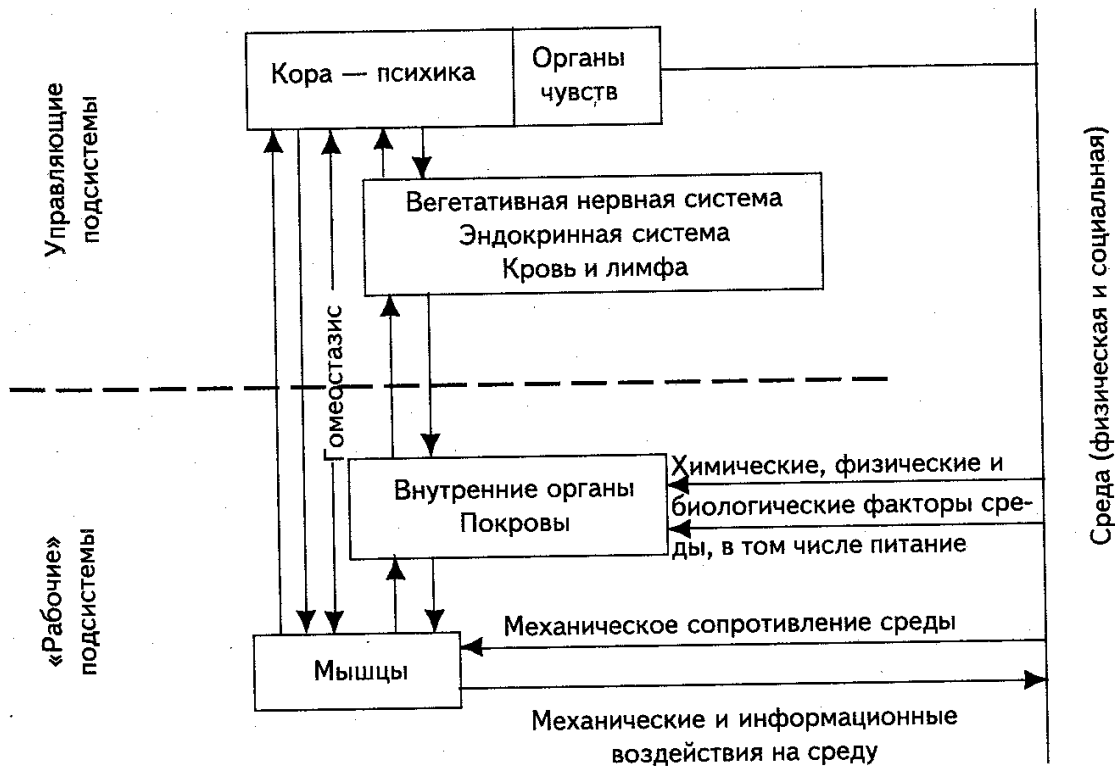 Управляющие
подсистемы
Кора — психика
Органы
чувств
Вегетативная нервная система
Эндокринная система
Кровь и лимфа
Гомеостазис
Среда (физическая и социальная)
«Рабочие»
подсистемы
Внутренние органы
Покровы
Химические, физические и
биологические факторы сре-
ды, в том числе питание
Механическое сопротивление среды
Мышцы
Механические и информационные
воздействия на среду